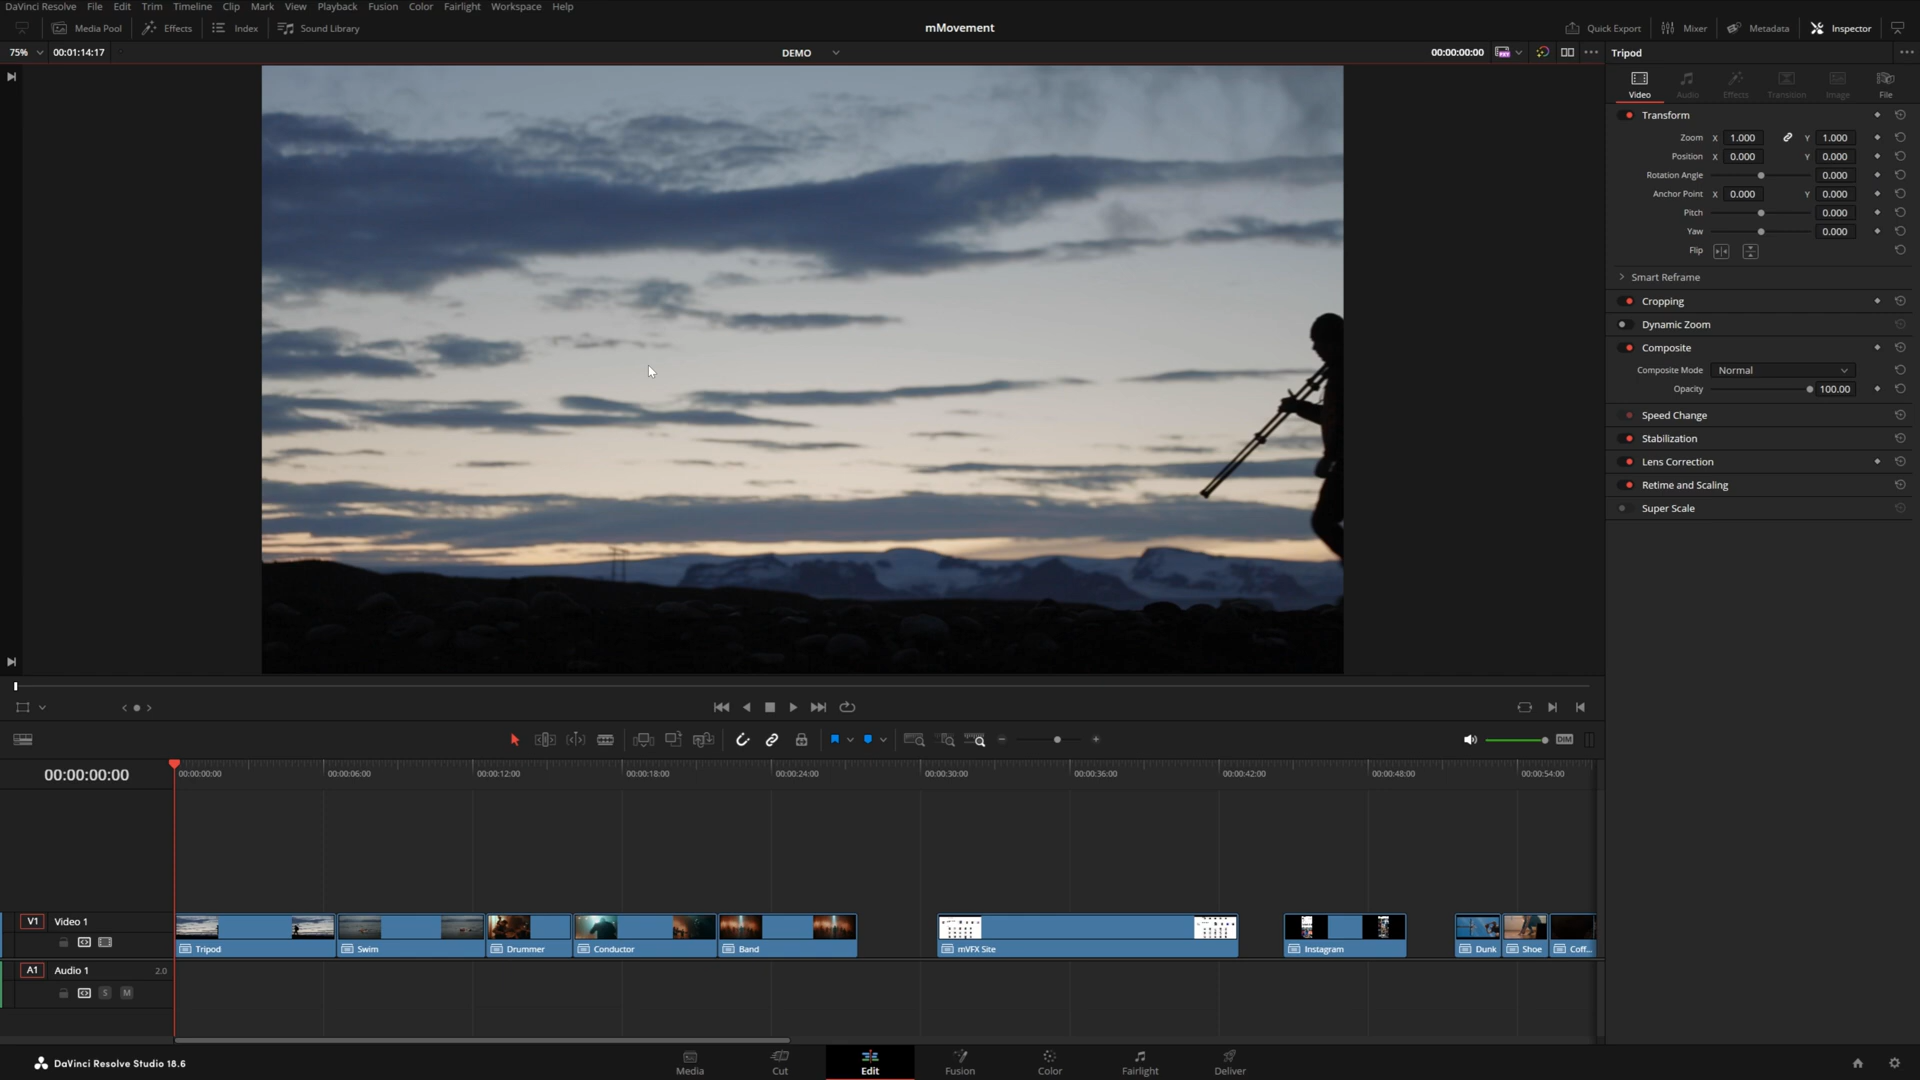 DaVinci Resolve File Edit Trim Timeline Clip Mark View Playback Fusion Color Fairlight Workspace Help
Media Pool Effects Index Sound Library mMovement Quick Export Mixer Metadata Inspector
75% 00:01:14:17 DEMO 00:00:00:00 Tripod
Video Audio Effects Transition Image File
Transform
Zoom X 1.000 Y 1.000
Position X 0.000 Y 0.000
Rotation Angle 0.000
Anchor Point X 0.000 Y 0.000
Pitch 0.000
Yaw 0.000
Flip
Smart Reframe
Cropping
Dynamic Zoom
Composite
Composite Mode Normal
Opacity 100.00
Speed Change
Stabilization
Lens Correction
Retime and Scaling
Super Scale
DIM
00:00:00:00 00:00:00:00 00:00:06:00 00:00:12:00 00:00:18:00 00:00:24:00 00:00:30:00 00:00:36:00 00:00:42:00 00:00:48:00 00:00:54:00
V1 Video 1
Tripod Swim Drummer Conductor Band mVFX Site Instagram Dunk Shoe Coff...
A1 Audio 1 2.0
S M
DaVinci Resolve Studio 18.6 Media Cut Edit Fusion Color Fairlight Deliver